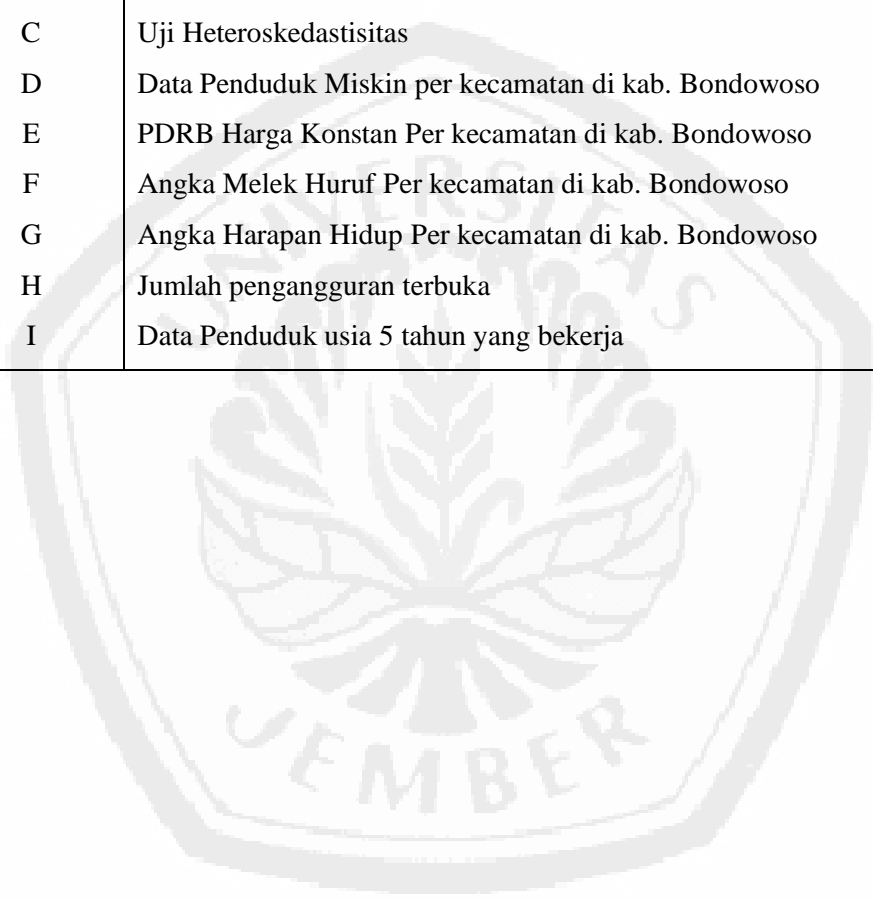 C Uji Heteroskedastisitas
D Data Penduduk Miskin per kecamatan di kab. Bondowoso
E PDRB Harga Konstan Per kecamatan di kab. Bondowoso
F Angka Melek Huruf Per kecamatan di kab. Bondowoso
G Angka Harapan Hidup Per kecamatan di kab. Bondowoso
H Jumlah pengangguran terbuka
I Data Penduduk usia 5 tahun yang bekerja
UNIVERSITAS
JEMBER